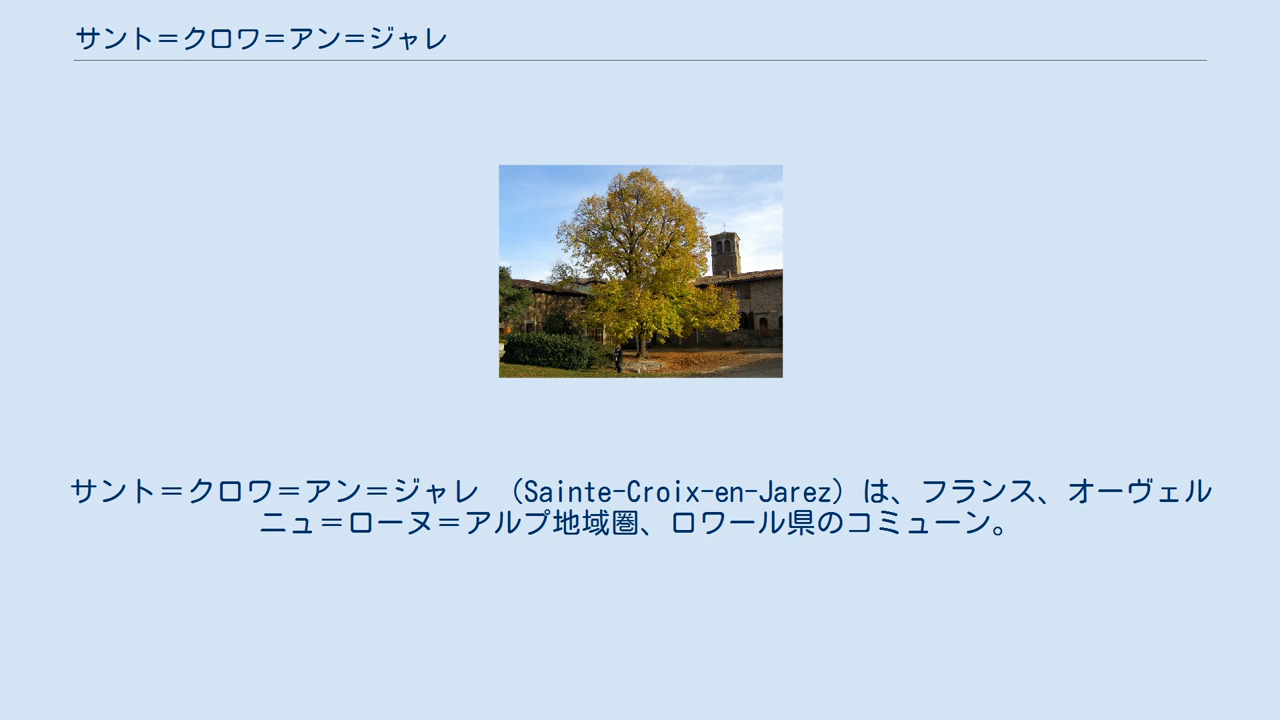 サント＝クロワ＝アン＝ジャレ
サント＝クロワ＝アン＝ジャレ （Sainte-Croix-en-Jarez）は、フランス、オーヴェル
ニュ＝ローヌ＝アルプ地域圏、ロワール県のコミューン。